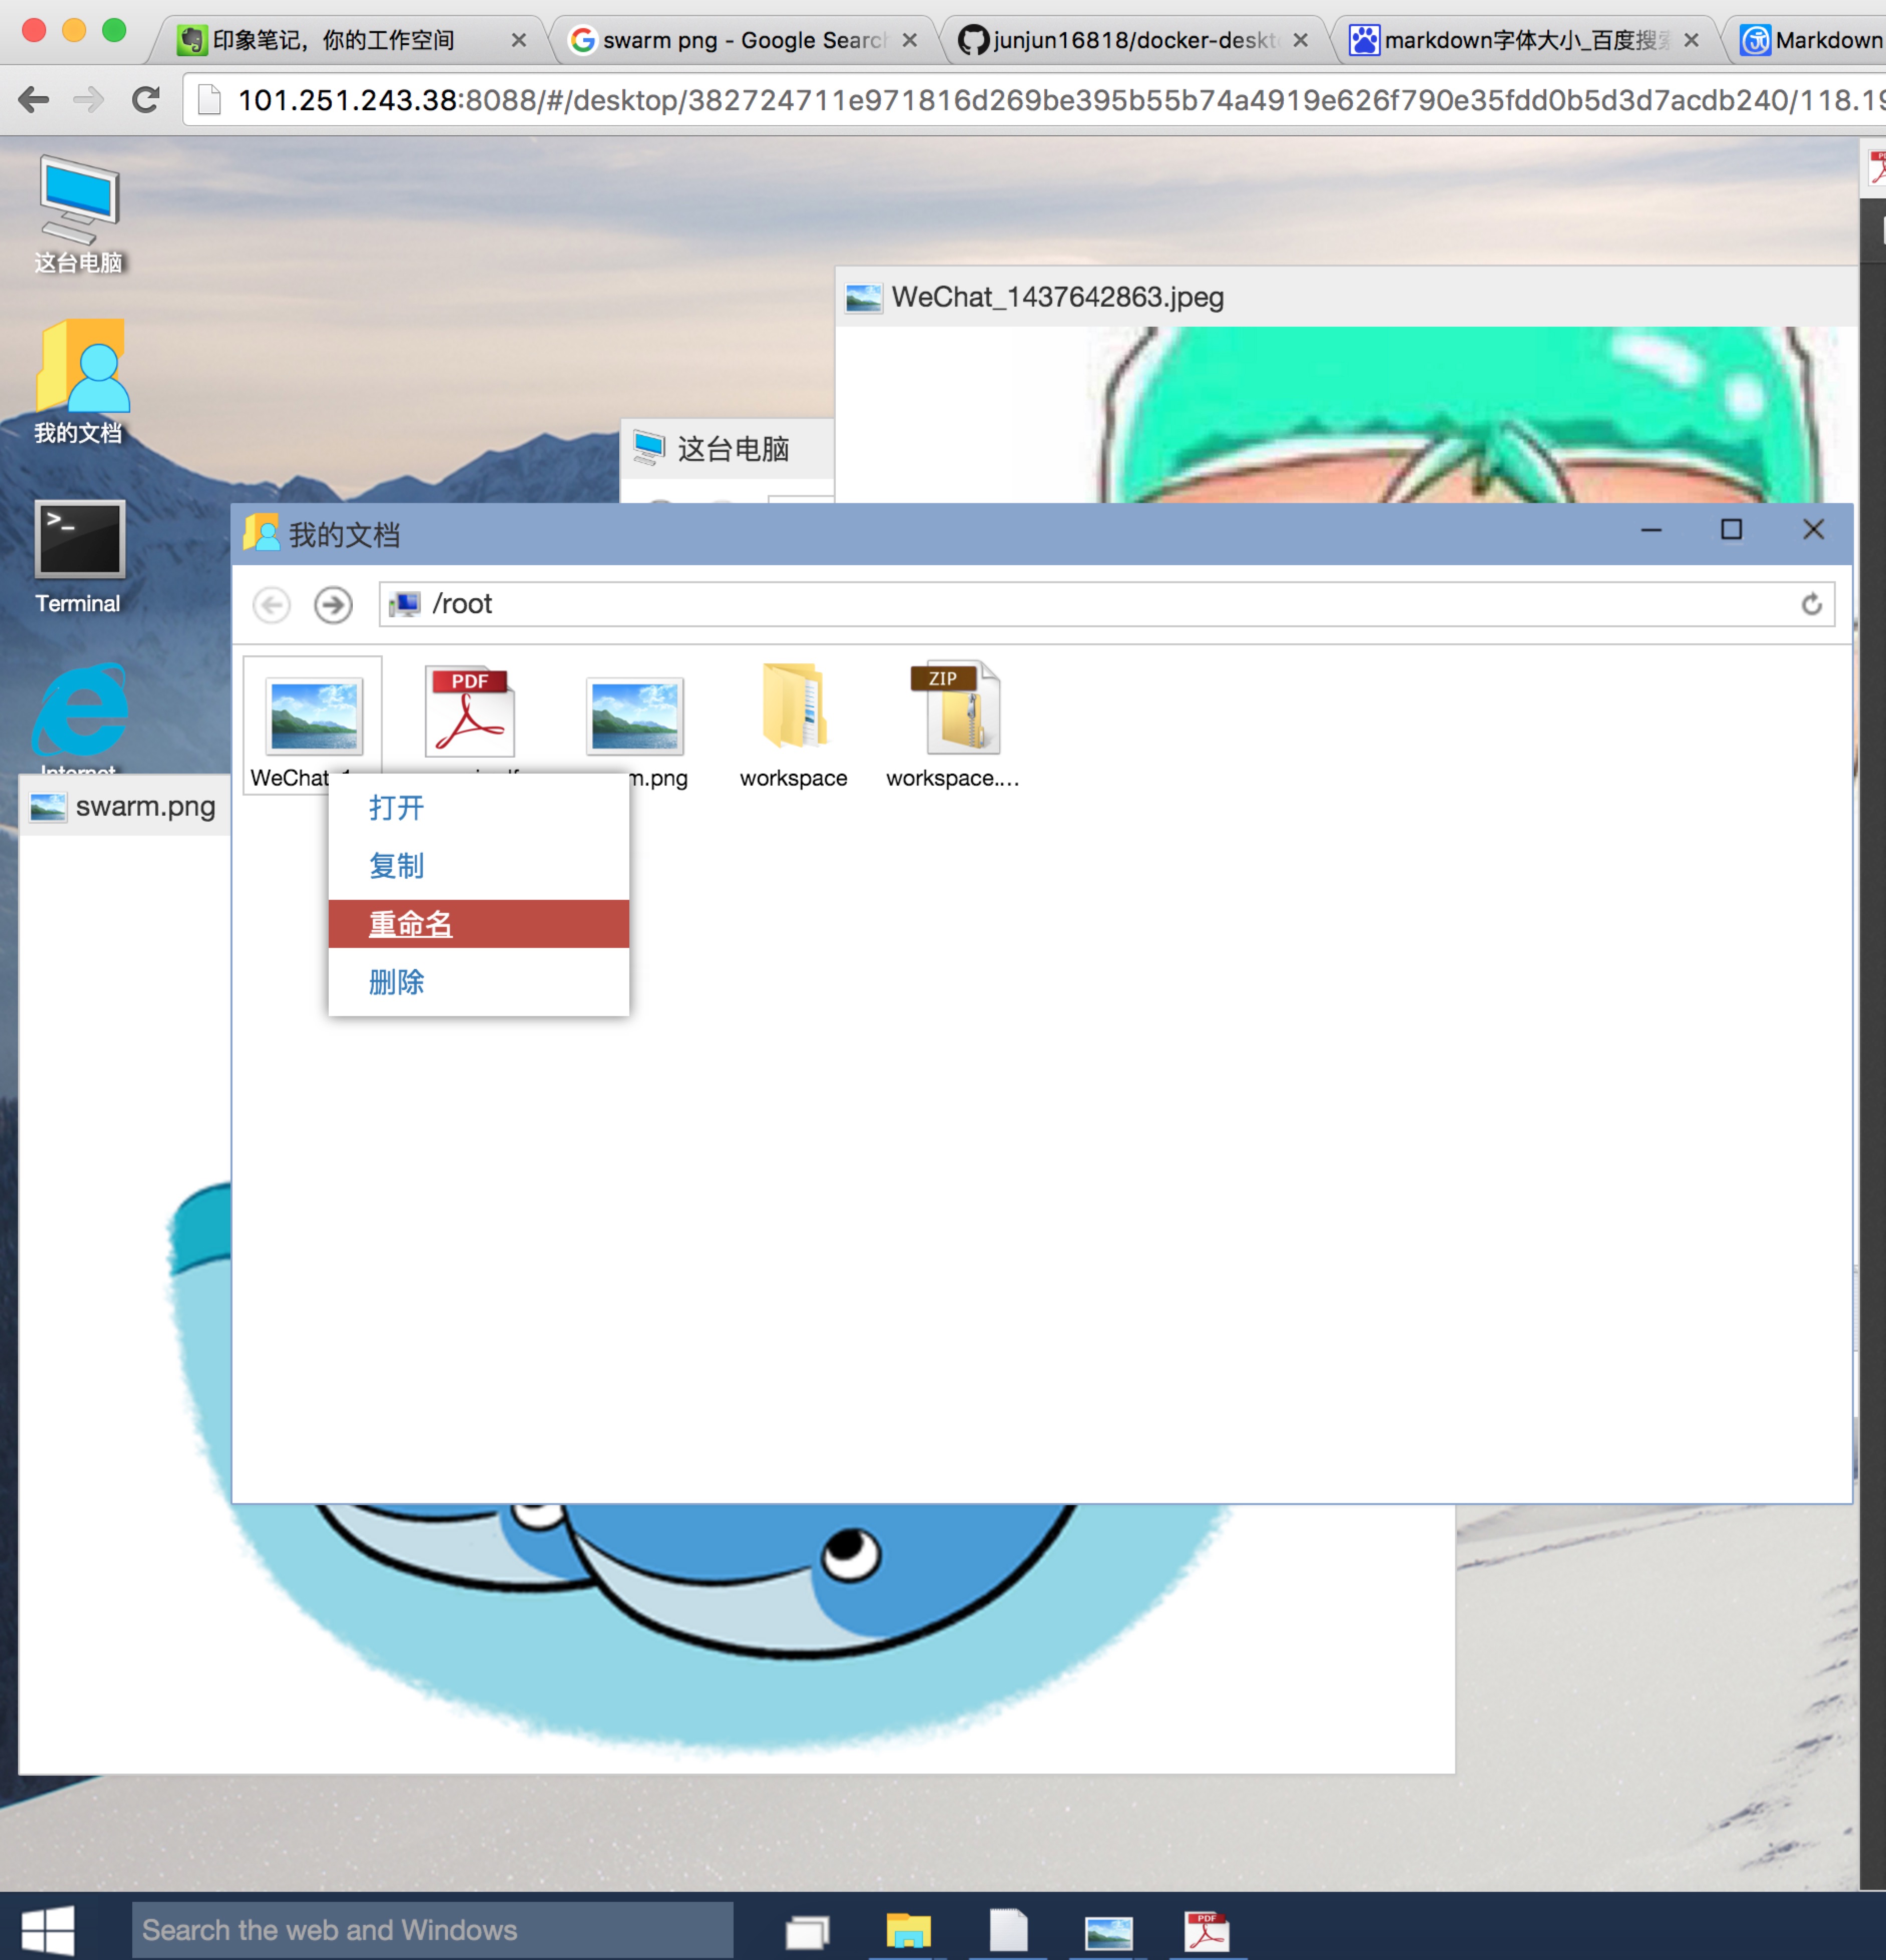 印象笔记，你的工作空间
swarm png - Google Search
junjun16818/docker-deskt
markdown字体大小_百度搜索
Markdown
101.251.243.38:8088/#/desktop/382724711e971816d269be395b55b74a4919e626f790e35fdd0b5d3d7acdb240/118.19
这台电脑
WeChat_1437642863.jpeg
我的文档
这台电脑
我的文档
Terminal
/root
PDF
ZIP
Internet
WeChat_1...
m.png
workspace
workspace....
swarm.png
打开
复制
重命名
删除
Search the web and Windows
PDF